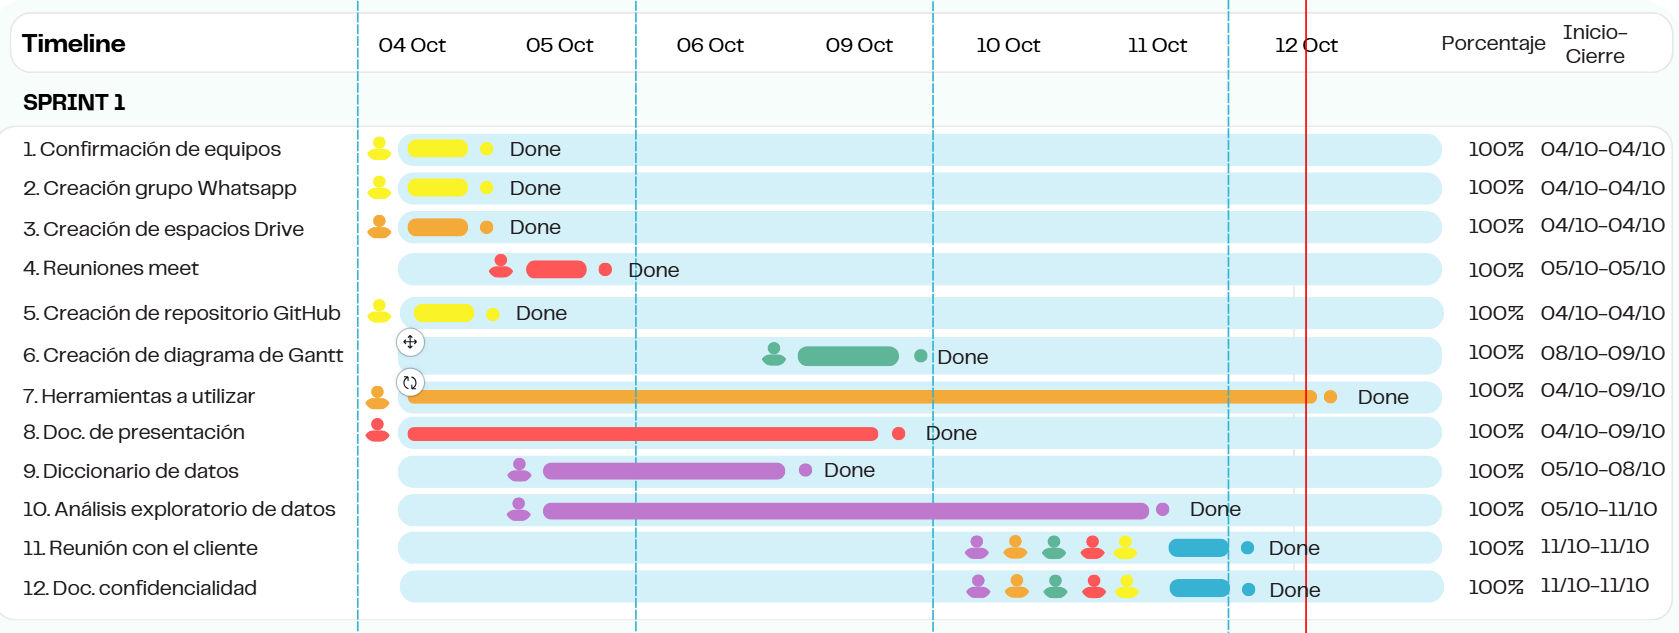 Timeline 04 Oct 05 Oct 06 Oct 09 Oct 10 Oct 11 Oct 12 Oct Porcentaje Inicio-
Cierre
SPRINT 1
1. Confirmación de equipos Done 100% 04/10-04/10
2. Creación grupo Whatsapp Done 100% 04/10-04/10
3. Creación de espacios Drive Done 100% 04/10-04/10
4. Reuniones meet Done 100% 05/10-05/10
5. Creación de repositorio GitHub Done 100% 04/10-04/10
6. Creación de diagrama de Gantt Done 100% 08/10-09/10
7. Herramientas a utilizar Done 100% 04/10-09/10
8. Doc. de presentación Done 100% 04/10-09/10
9. Diccionario de datos Done 100% 05/10-08/10
10. Análisis exploratorio de datos Done 100% 05/10-11/10
11. Reunión con el cliente Done 100% 11/10-11/10
12. Doc. confidencialidad Done 100% 11/10-11/10